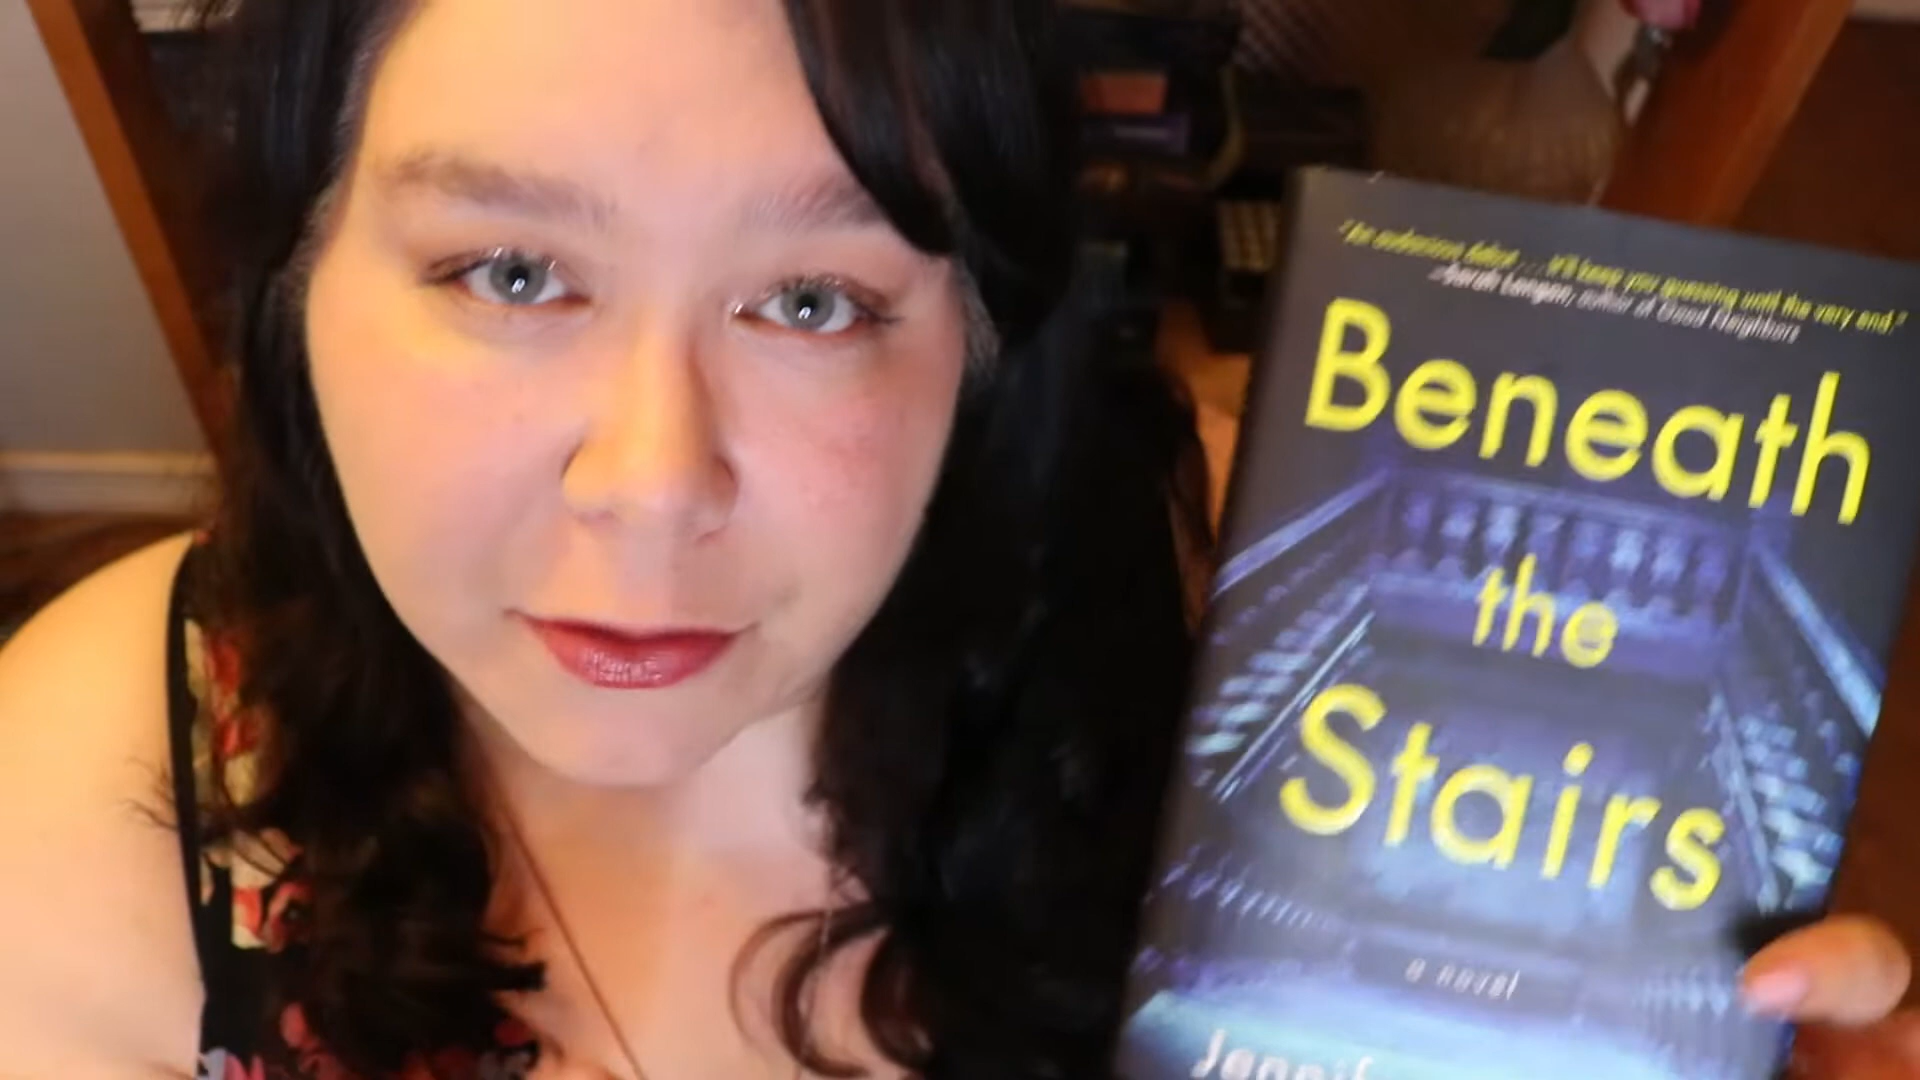 "An audacious debut . . . it'll keep you guessing until the very end."
—Sarah Langan, author of Good Neighbors
Beneath
the
Stairs
a novel
Jennif